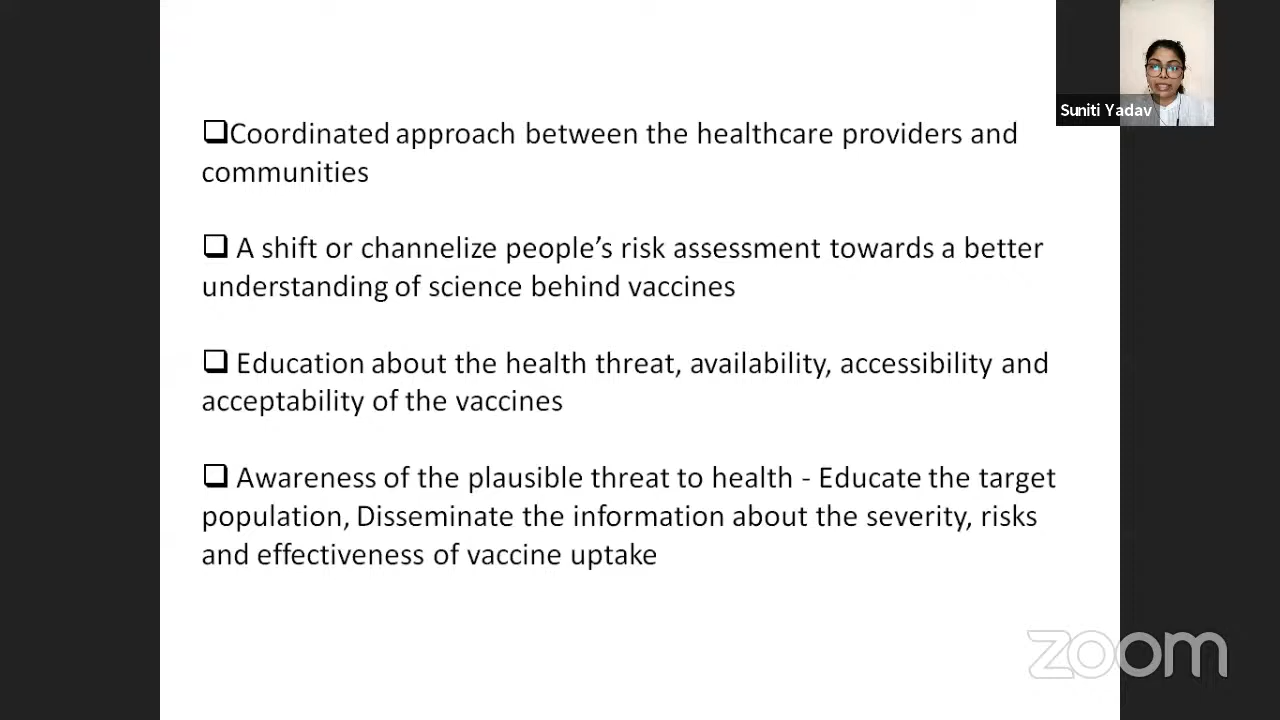 ❑Coordinated approach between the healthcare providers and
communities
❑ A shift or channelize people’s risk assessment towards a better
understanding of science behind vaccines
❑ Education about the health threat, availability, accessibility and
acceptability of the vaccines
❑ Awareness of the plausible threat to health - Educate the target
population, Disseminate the information about the severity, risks
and effectiveness of vaccine uptake
Suniti Yadav
zoom